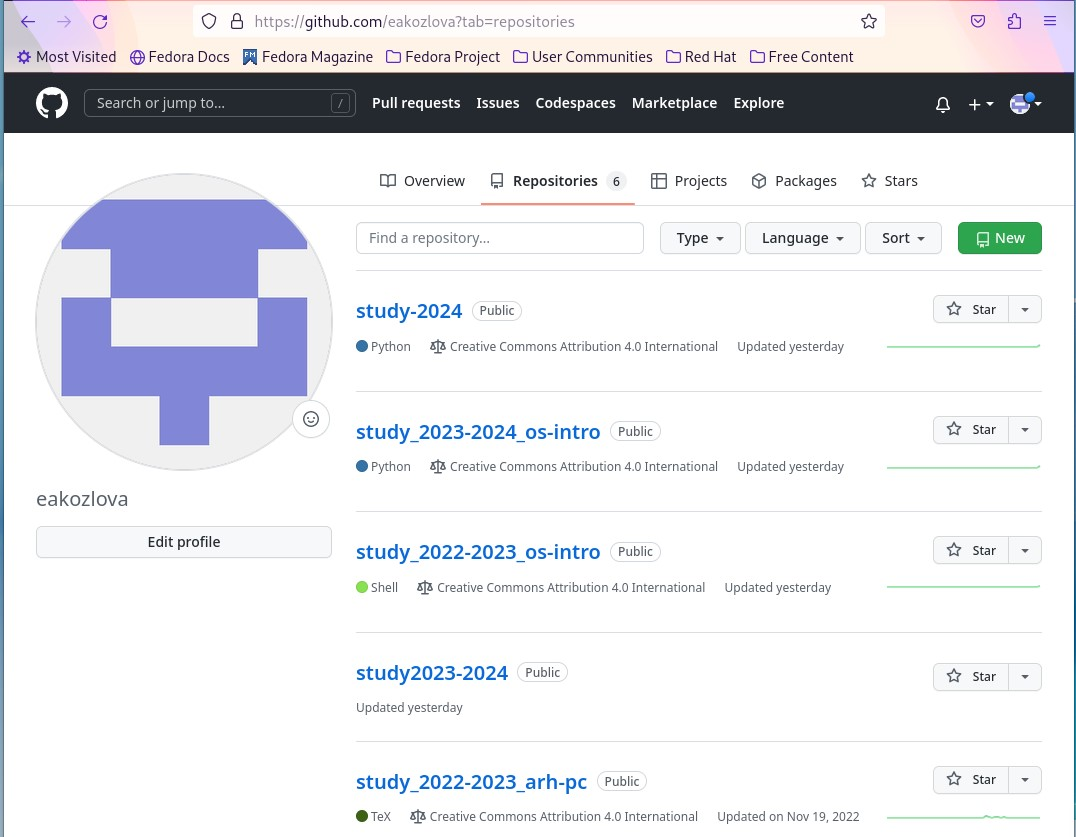 https://github.com/eakozlova?tab=repositories
Most Visited Fedora Docs FM Fedora Magazine Fedora Project User Communities Red Hat Free Content
Search or jump to... / Pull requests Issues Codespaces Marketplace Explore
Overview Repositories 6 Projects Packages Stars
Find a repository... Type Language Sort New
study-2024 Public Star
Python Creative Commons Attribution 4.0 International Updated yesterday
study_2023-2024_os-intro Public Star
Python Creative Commons Attribution 4.0 International Updated yesterday
eakozlova
Edit profile
study_2022-2023_os-intro Public Star
Shell Creative Commons Attribution 4.0 International Updated yesterday
study2023-2024 Public Star
Updated yesterday
study_2022-2023_arh-pc Public Star
TeX Creative Commons Attribution 4.0 International Updated on Nov 19, 2022